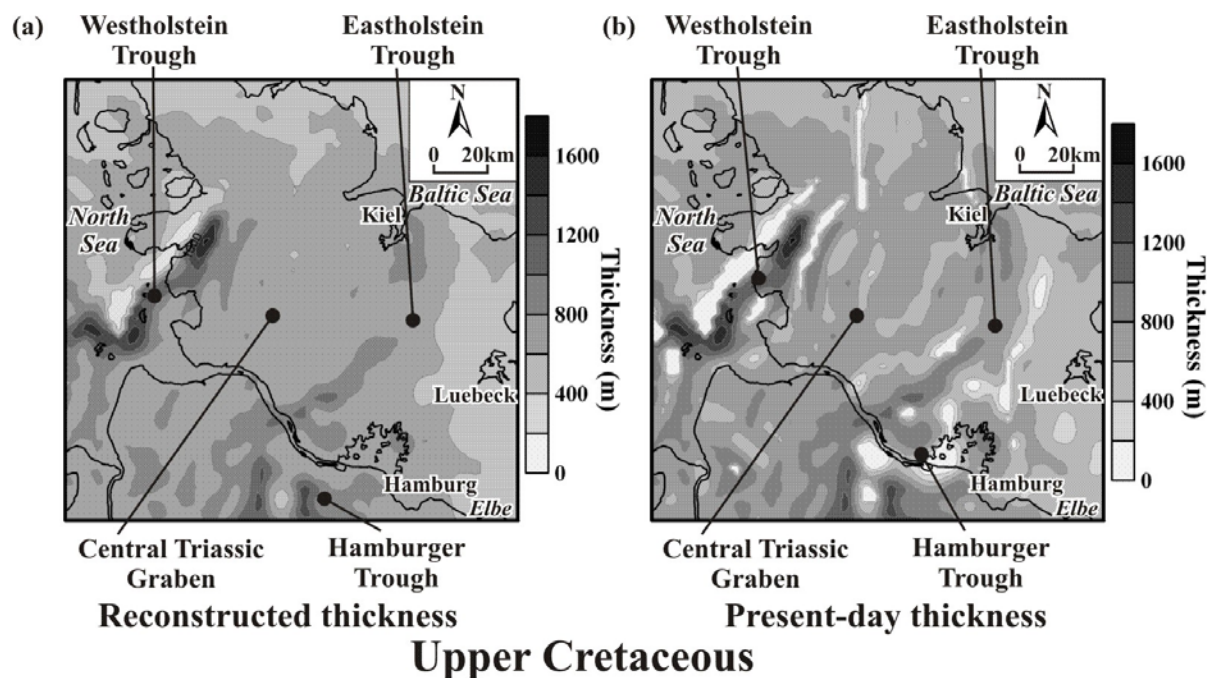 (a)
Westholstein
Trough
Eastholstein
Trough
N
0 20km
Baltic Sea
Kiel
North
Sea
Luebeck
Hamburg
Elbe
1600
1200
800
400
0
Thickness (m)
Central Triassic
Graben
Hamburger
Trough
Reconstructed thickness
(b)
Westholstein
Trough
Eastholstein
Trough
N
0 20km
Baltic Sea
Kiel
North
Sea
Luebeck
Hamburg
Elbe
1600
1200
800
400
0
Thickness (m)
Central Triassic
Graben
Hamburger
Trough
Present-day thickness
Upper Cretaceous